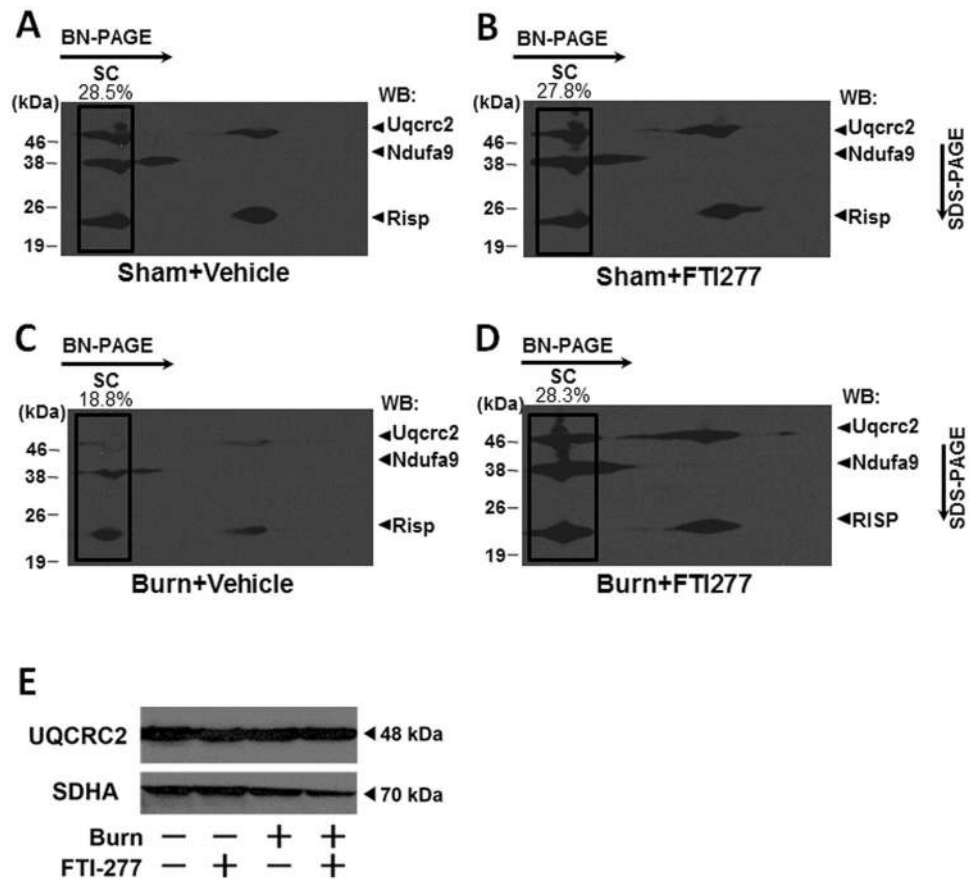 A
BN-PAGE
SC
28.5%
(kDa)
WB:
Uqcrc2
46
Ndufa9
38
26
Risp
19
Sham+Vehicle
B
BN-PAGE
SC
27.8%
(kDa)
WB:
Uqcrc2
46
Ndufa9
38
26
Risp
19
SDS-PAGE
Sham+FTI277
C
BN-PAGE
SC
18.8%
(kDa)
WB:
Uqcrc2
46
Ndufa9
38
26
Risp
19
Burn+Vehicle
D
BN-PAGE
SC
28.3%
(kDa)
WB:
Uqcrc2
46
Ndufa9
38
26
RISP
19
SDS-PAGE
Burn+FTI277
E
UQCRC2 48 kDa
SDHA 70 kDa
Burn − − + +
FTI-277 − + − +